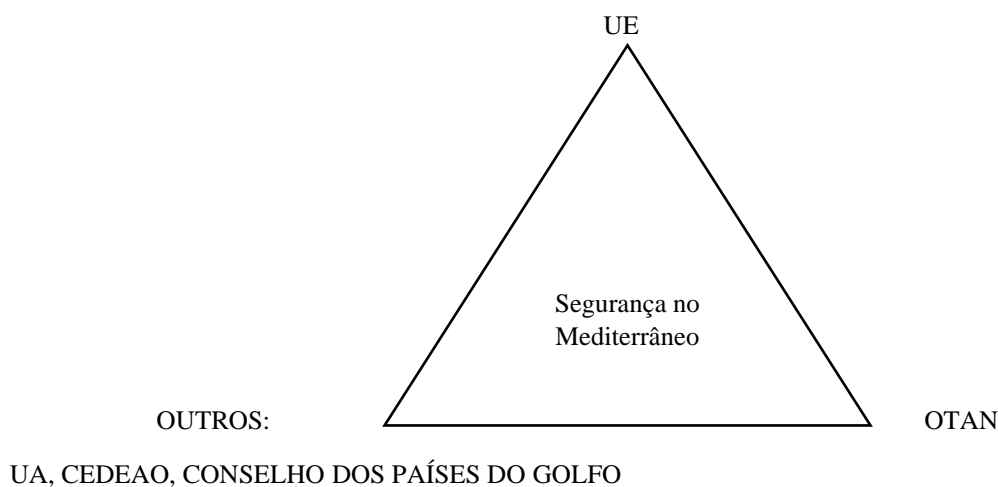 UE
Segurança no
Mediterrâneo
OUTROS:
OTAN
UA, CEDEAO, CONSELHO DOS PAÍSES DO GOLFO